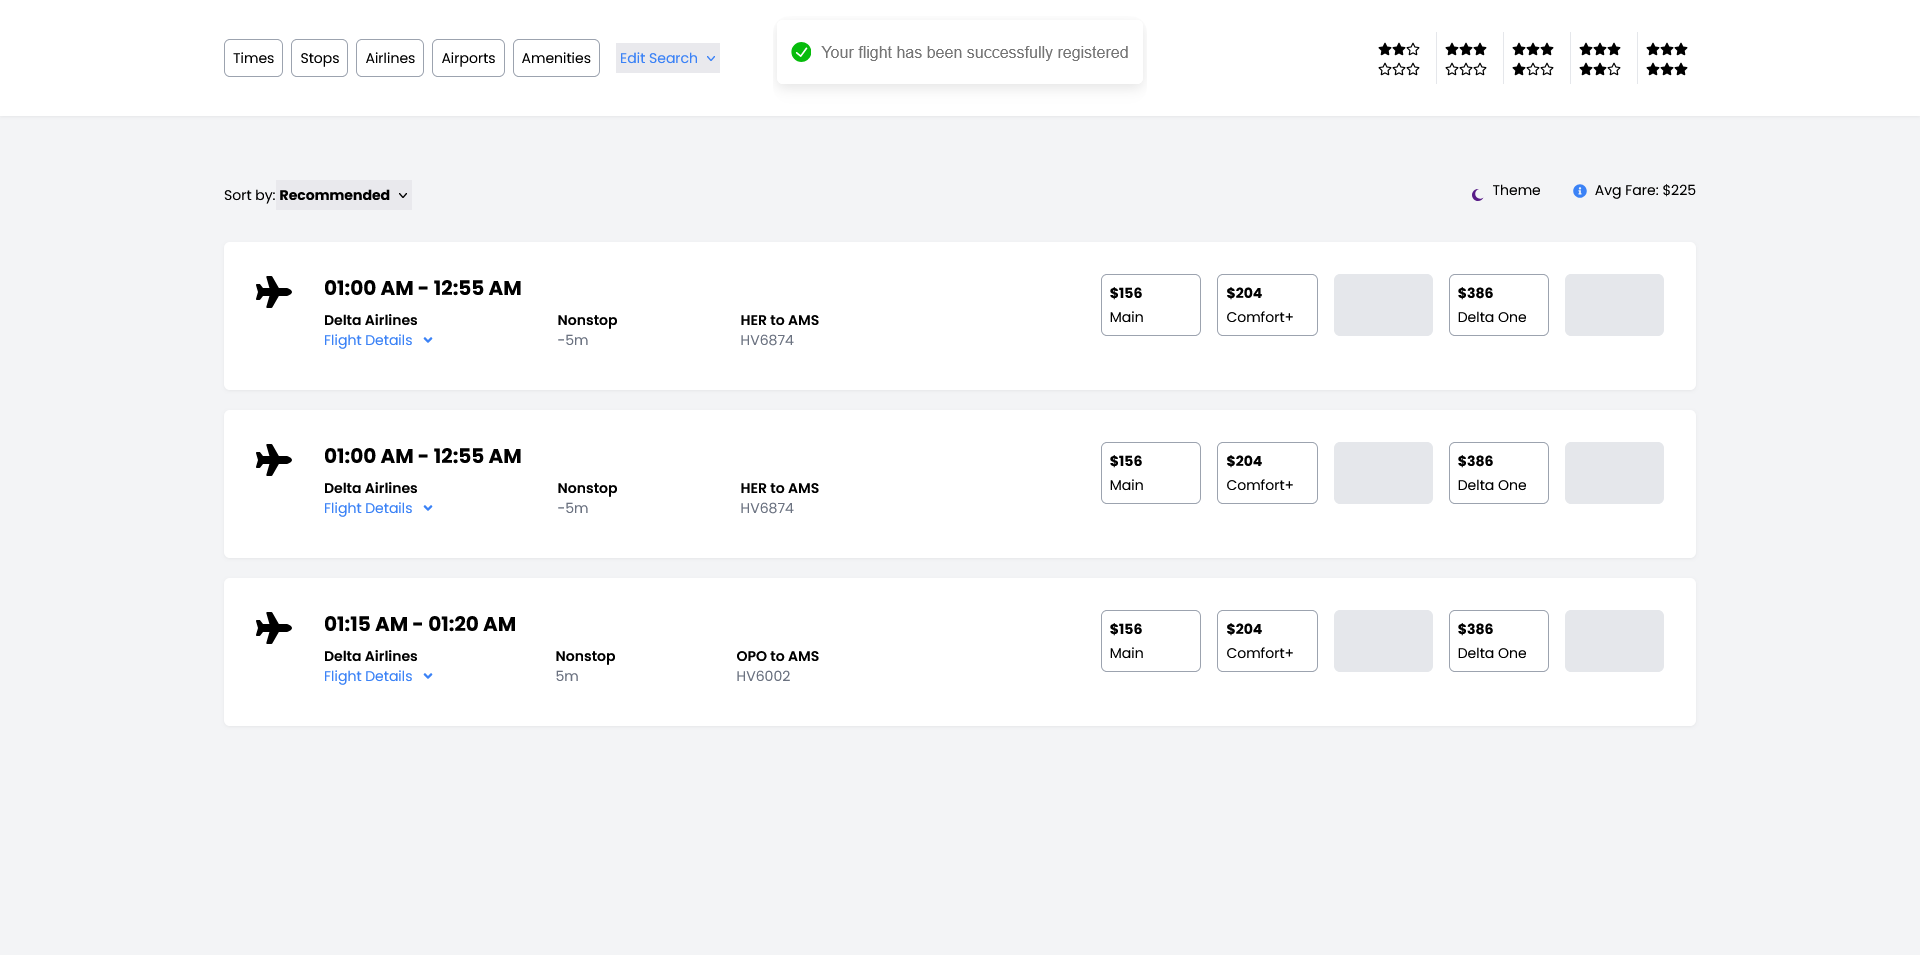 Times
Stops
Airlines
Airports
Amenities
Edit Search
Your flight has been successfully registered
Sort by: Recommended
Theme
Avg Fare: $225
01:00 AM - 12:55 AM
Delta Airlines
Flight Details
Nonstop
-5m
HER to AMS
HV6874
$156
Main
$204
Comfort+
$386
Delta One
01:00 AM - 12:55 AM
Delta Airlines
Flight Details
Nonstop
-5m
HER to AMS
HV6874
$156
Main
$204
Comfort+
$386
Delta One
01:15 AM - 01:20 AM
Delta Airlines
Flight Details
Nonstop
5m
OPO to AMS
HV6002
$156
Main
$204
Comfort+
$386
Delta One